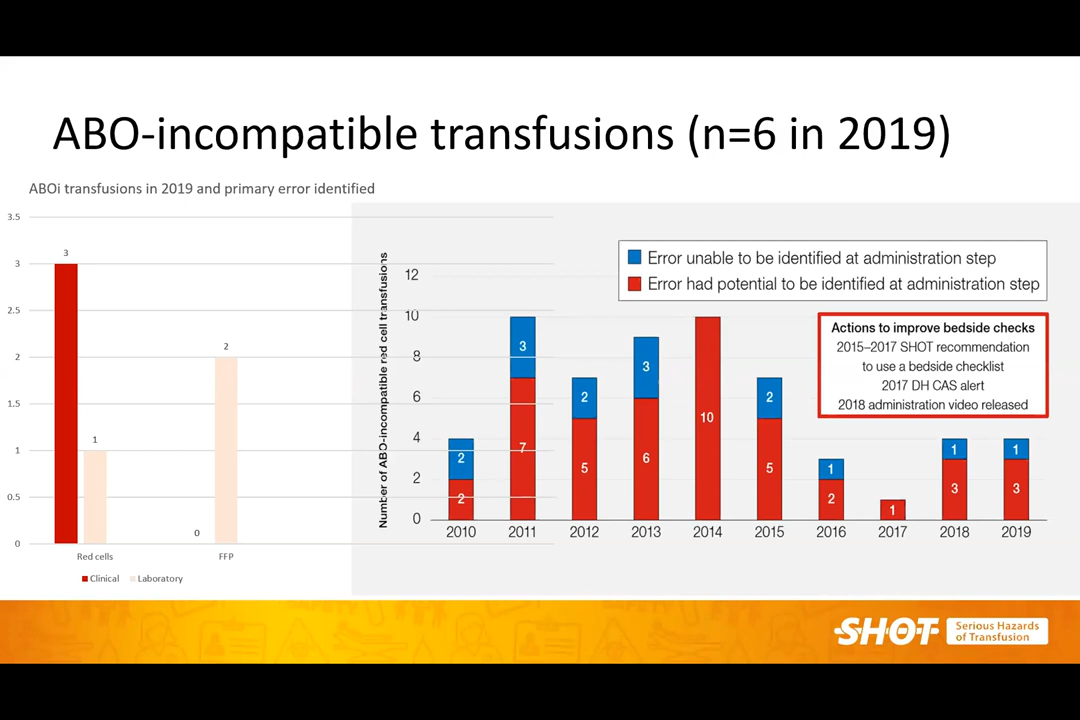 ABO-incompatible transfusions (n=6 in 2019)
ABOi transfusions in 2019 and primary error identified
3.5
3
2.5
2
1.5
1
0.5
0
3
1
0
2
Red cells
FFP
Clinical
Laboratory
Number of ABO-incompatible red cell transfusions
12
10
8
6
4
2
0
Error unable to be identified at administration step
Error had potential to be identified at administration step
Actions to improve bedside checks
2015–2017 SHOT recommendation
to use a bedside checklist
2017 DH CAS alert
2018 administration video released
2
2
3
7
2
5
3
6
10
2
5
1
2
1
1
3
1
3
2010
2011
2012
2013
2014
2015
2016
2017
2018
2019
SHOT
Serious Hazards
of Transfusion